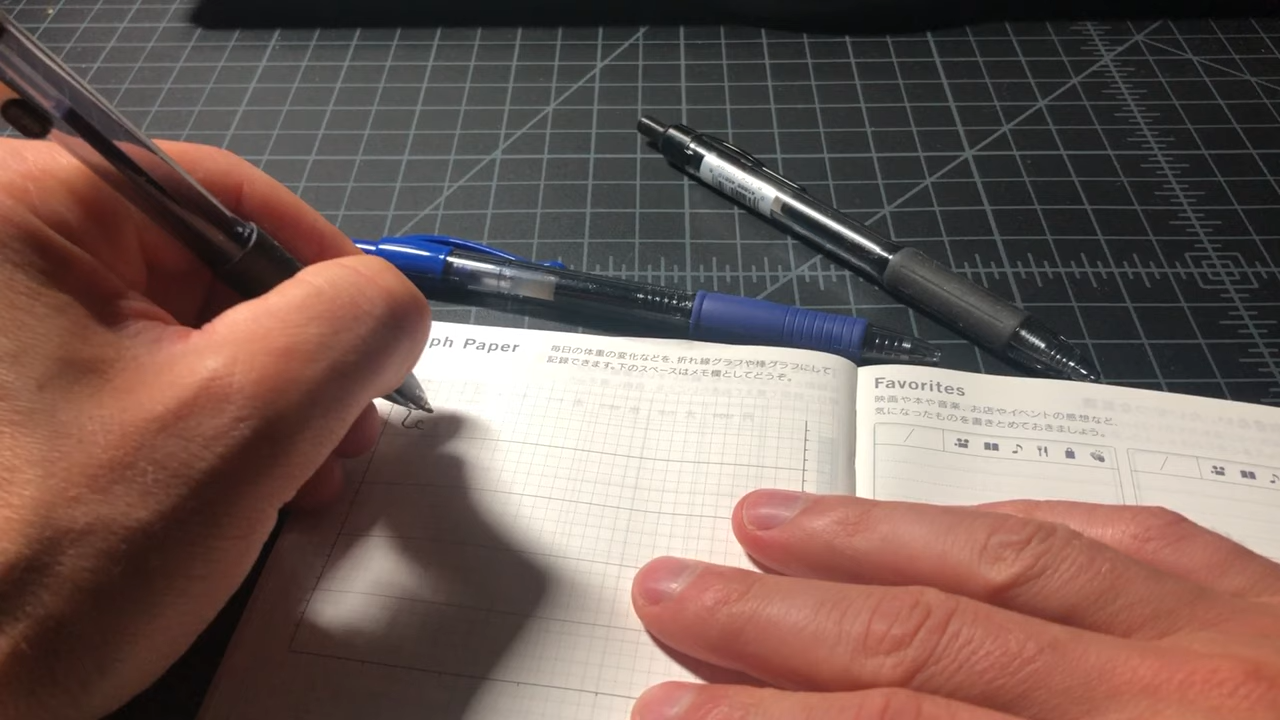 ph Paper
毎日の体重の変化などを、折れ線グラフや棒グラフにして
記録できます。下のスペースはメモ欄としてどうぞ。
Favorites
映画や本や音楽、お店やイベントの感想など、
気になったものを書きとめておきましょう。